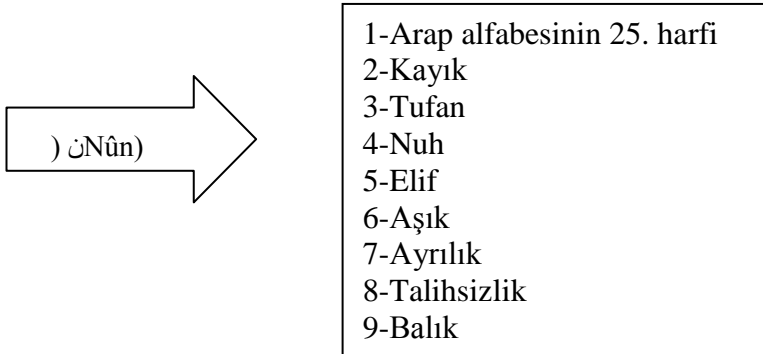 ) نNûn)
1-Arap alfabesinin 25. harfi
2-Kayık
3-Tufan
4-Nuh
5-Elif
6-Aşık
7-Ayrılık
8-Talihsizlik
9-Balık